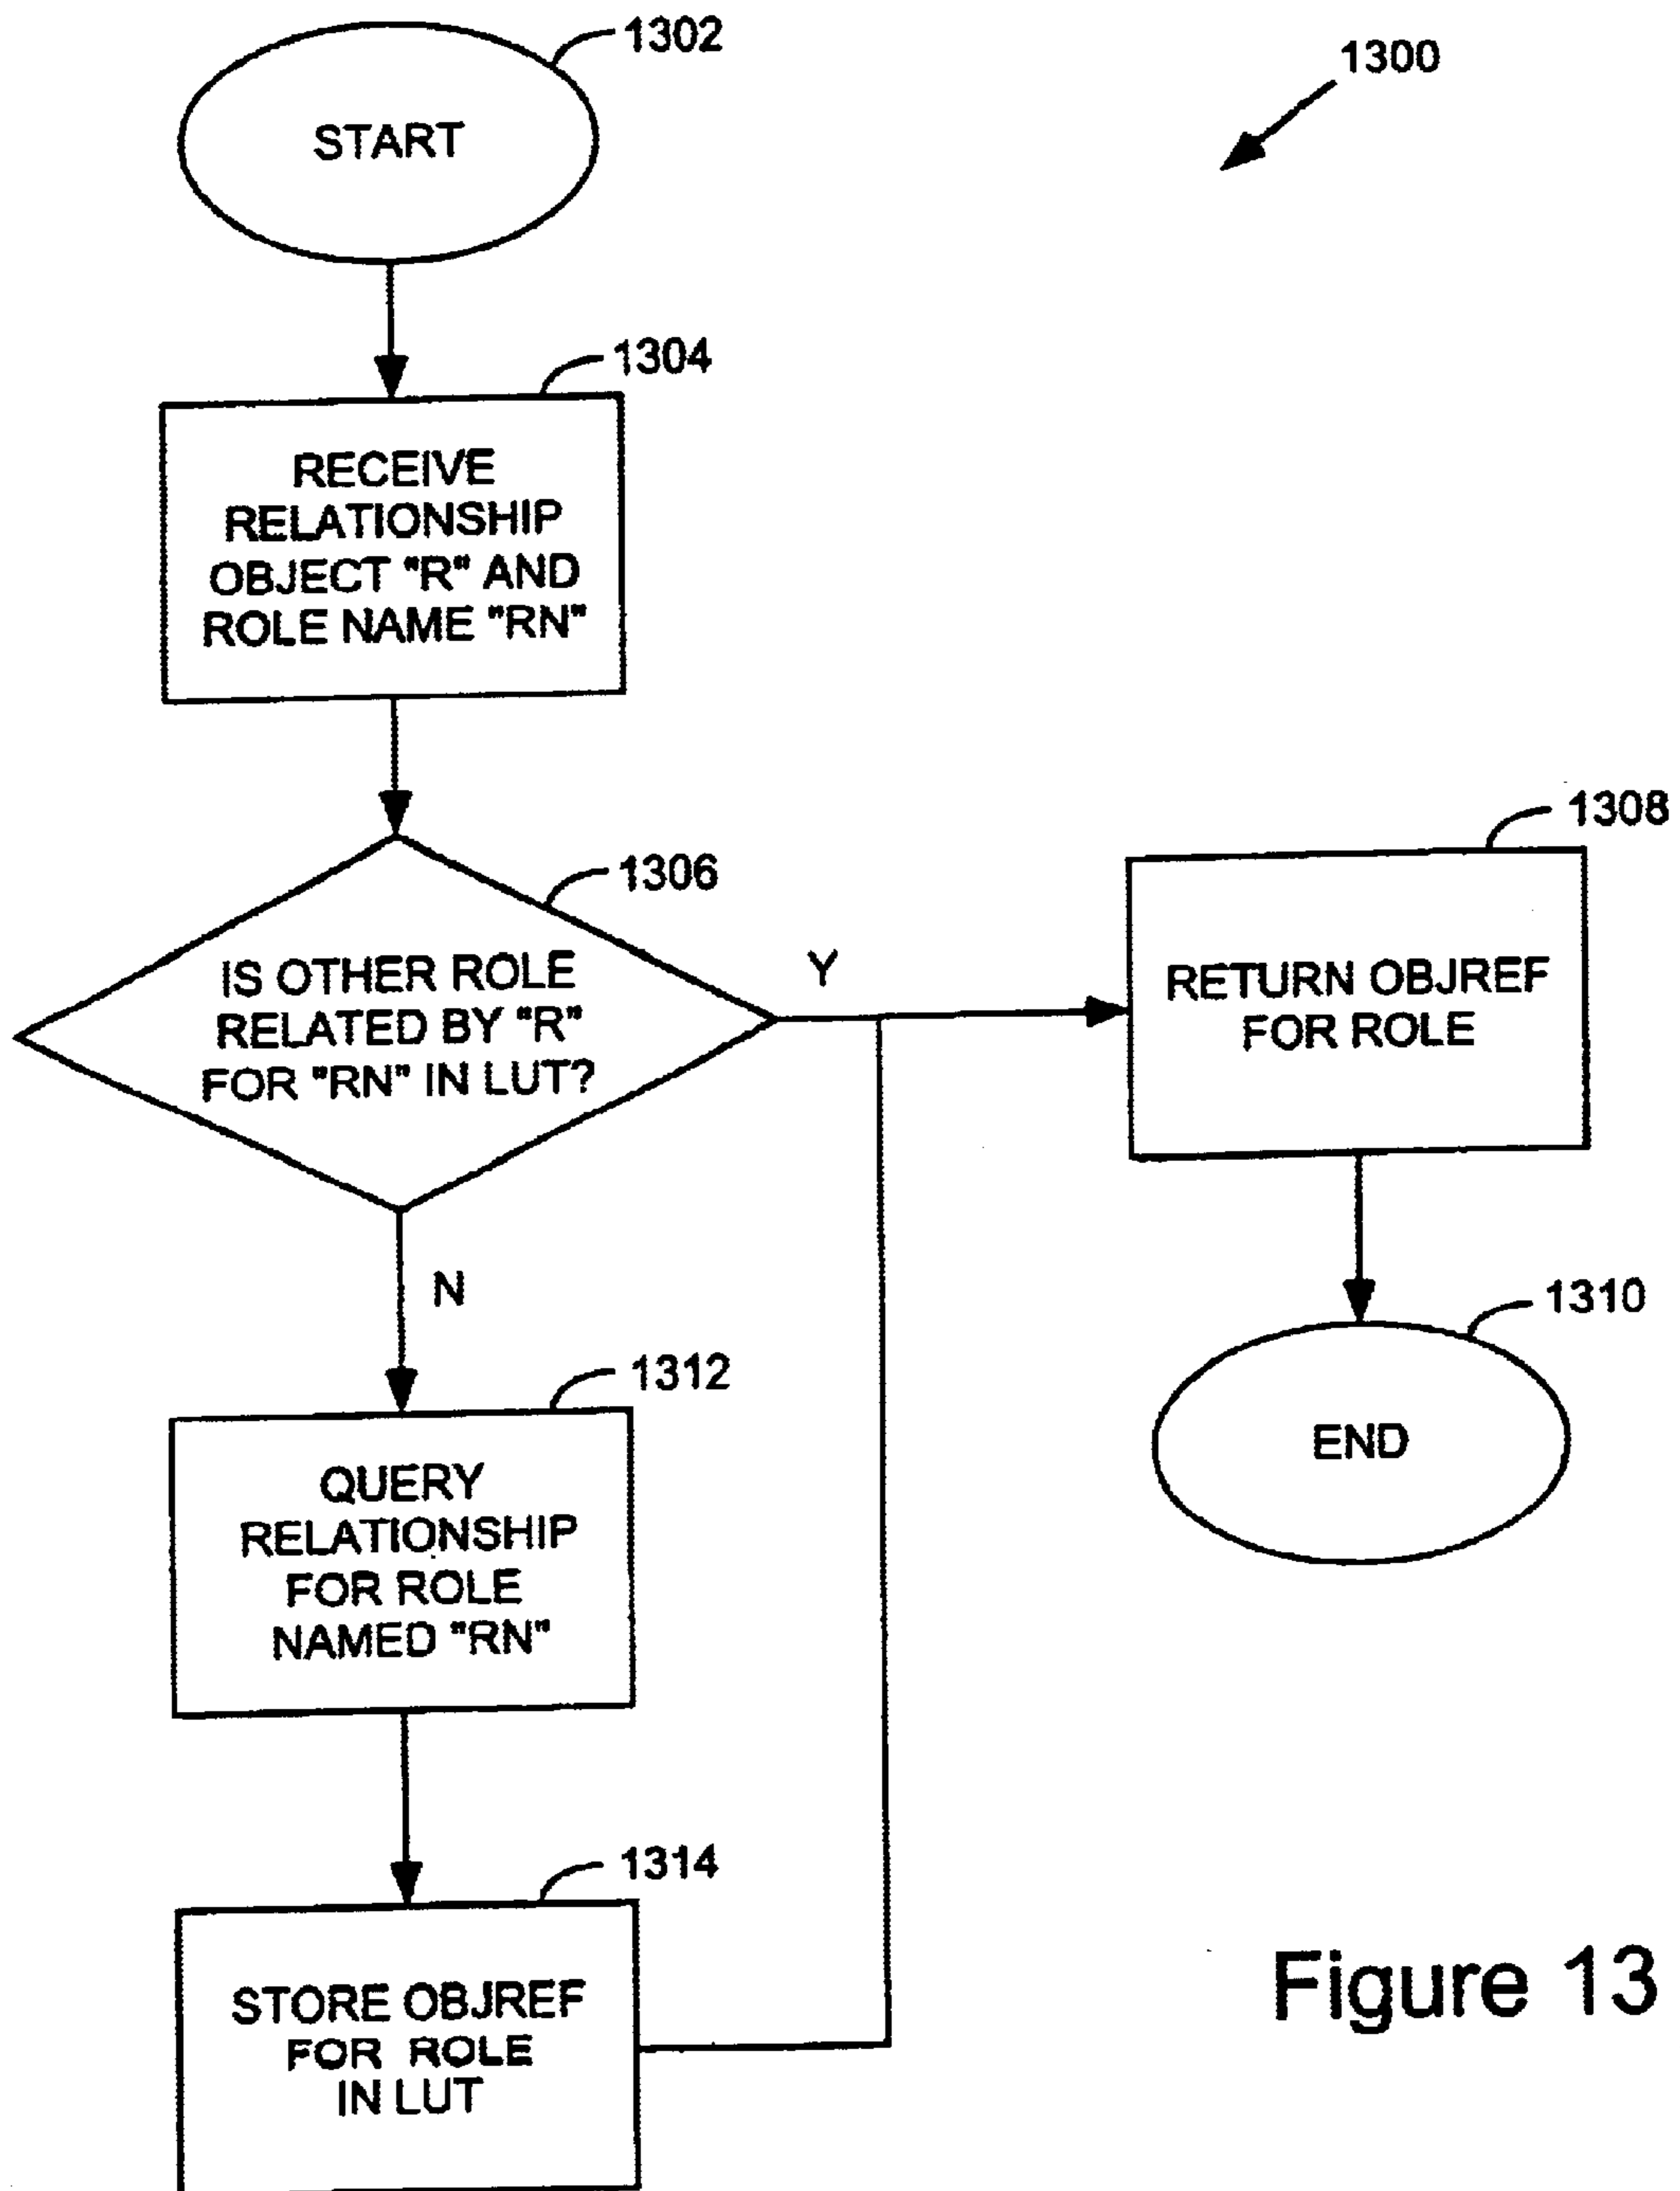 1302
1300
START
1304
RECEIVE
RELATIONSHIP
OBJECT "R" AND
ROLE NAME "RN"
1306
IS OTHER ROLE
RELATED BY "R"
FOR "RN" IN LUT?
Y
1308
RETURN OBJREF
FOR ROLE
N
1310
END
1312
QUERY
RELATIONSHIP
FOR ROLE
NAMED "RN"
1314
STORE OBJREF
FOR ROLE
IN LUT
Figure 13